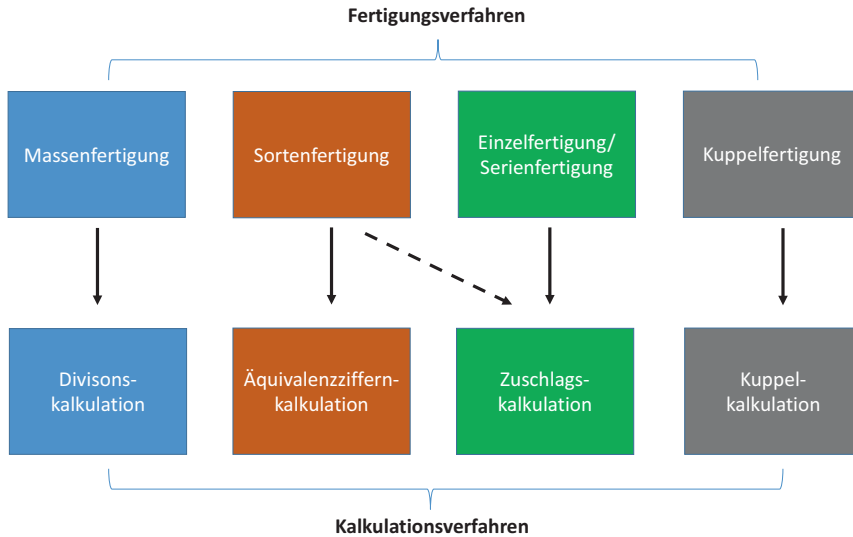 Fertigungsverfahren
Massenfertigung
Sortenfertigung
Einzelfertigung/
Serienfertigung
Kuppelfertigung
Divisons-
kalkulation
Äquivalenzziffern-
kalkulation
Zuschlags-
kalkulation
Kuppel-
kalkulation
Kalkulationsverfahren